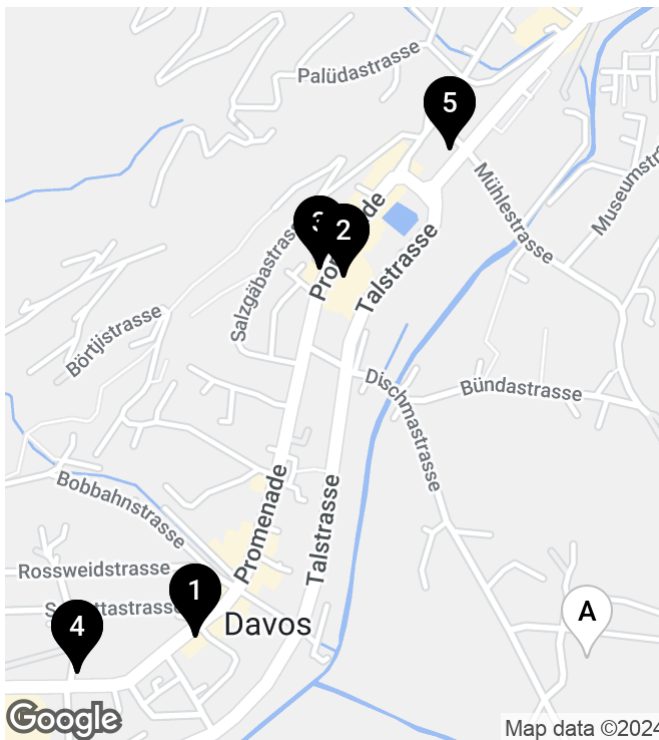 Palüdastrasse
5
Mühlestrasse
Museumstr
3
2
Promenade
Talstrasse
Salzgäbastrasse
Börtjistrasse
Dischmastrasse
Bündastrasse
Bobbahnstrasse
Promenade
Talstrasse
Rossweidstrasse
1
A
4
Davos
Google
Map data ©2024